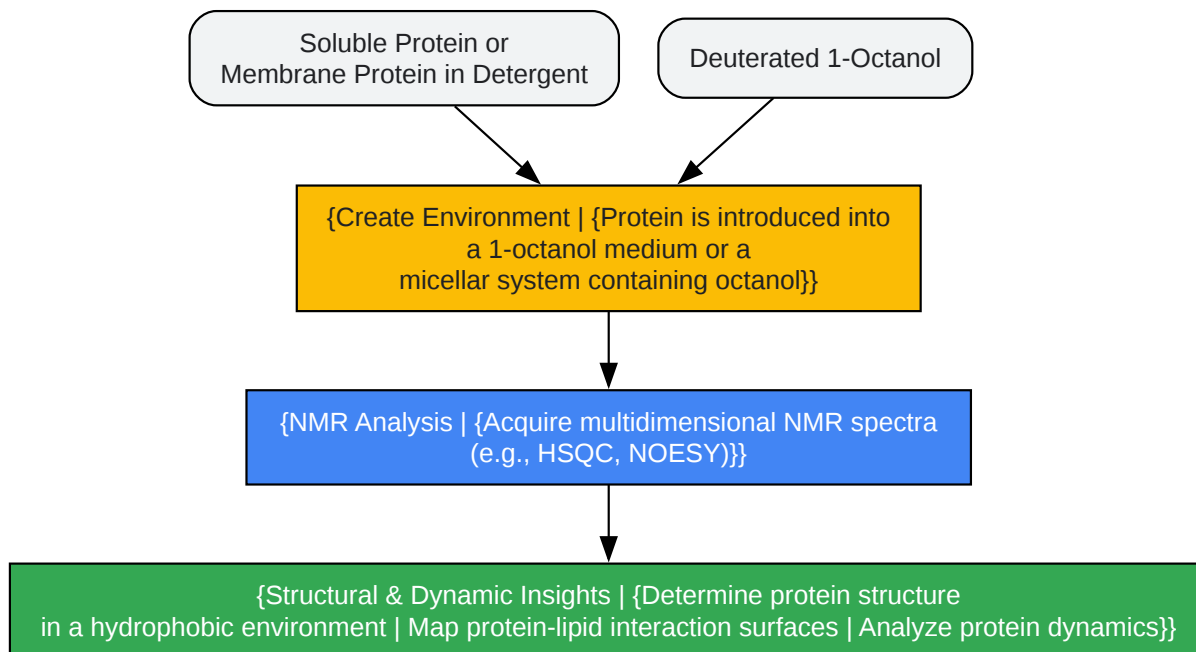 Soluble Protein or
Membrane Protein in Detergent
Deuterated 1-Octanol
{Create Environment | {Protein is introduced into
a 1-octanol medium or a
micellar system containing octanol}}
{NMR Analysis | {Acquire multidimensional NMR spectra
(e.g., HSQC, NOESY)}}
{Structural & Dynamic Insights | {Determine protein structure
in a hydrophobic environment | Map protein-lipid interaction surfaces | Analyze protein dynamics}}